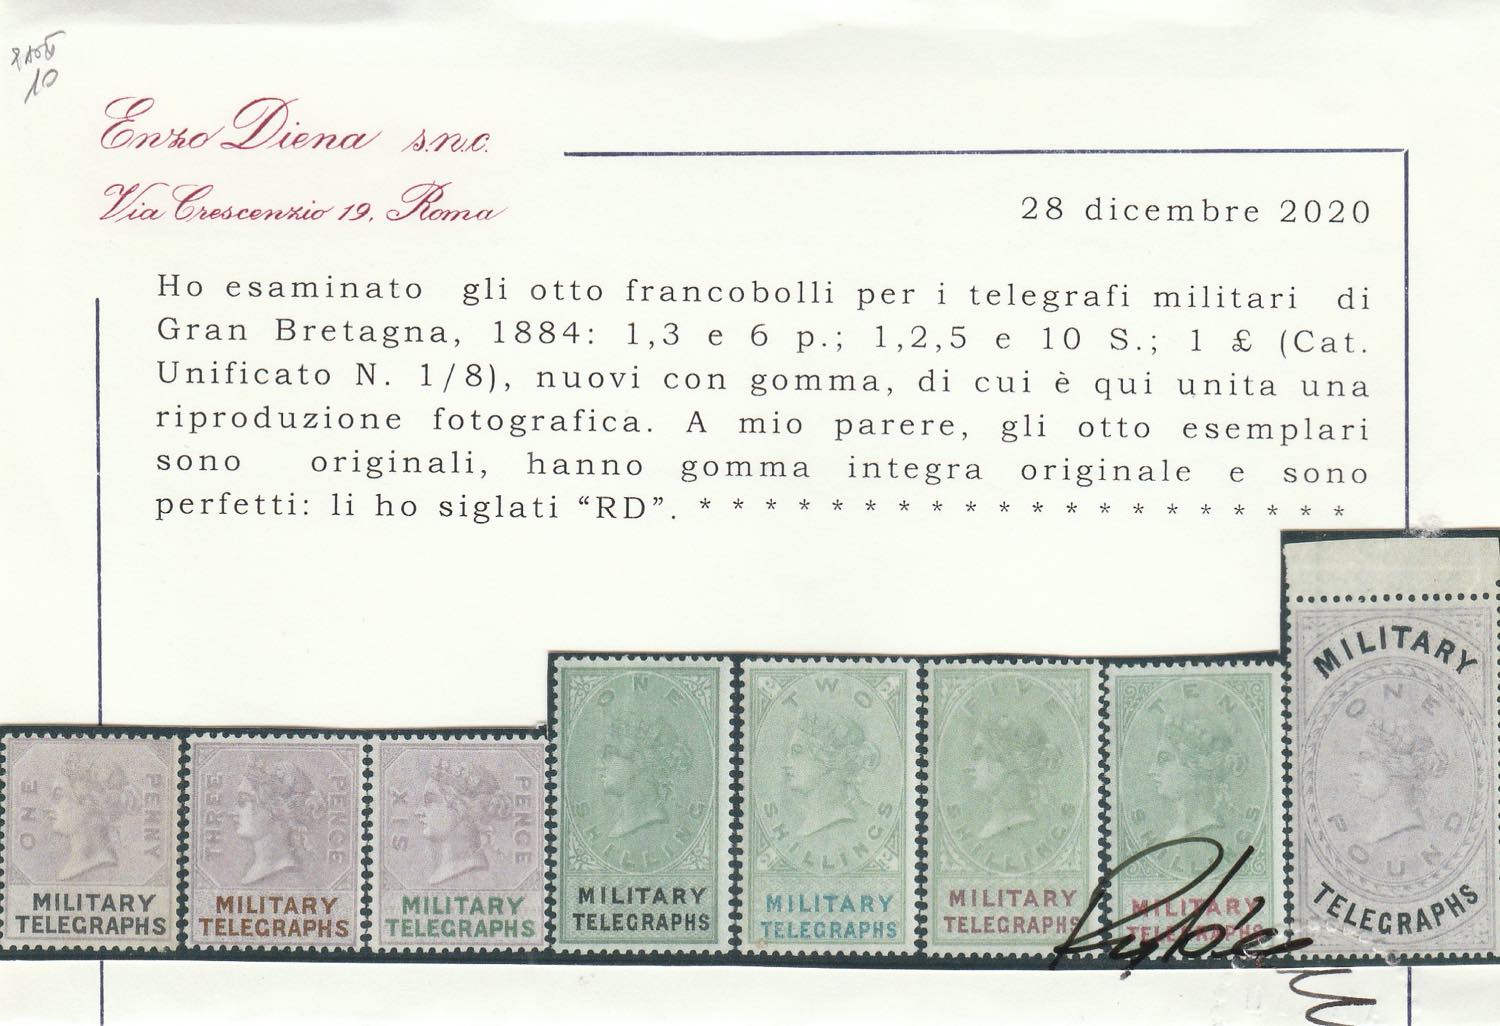 10
Enzo Diena s.n.c.
Via Crescenzio 19, Roma
28 dicembre 2020
Ho esaminato gli otto francobolli per i telegrafi militari di
Gran Bretagna, 1884: 1,3 e 6 p.; 1,2,5 e 10 S.; 1 £ (Cat.
Unificato N. 1/8), nuovi con gomma, di cui è qui unita una
riproduzione fotografica. A mio parere, gli otto esemplari
sono originali, hanno gomma integra originale e sono
perfetti: li ho siglati “RD”. * * * * * * * * * * * * * * * * * * * *
ONE PENNY
MILITARY
TELEGRAPHS
THREE PENCE
MILITARY
TELEGRAPHS
SIX PENCE
MILITARY
TELEGRAPHS
ONE
SHILLING
MILITARY
TELEGRAPHS
TWO
SHILLINGS
MILITARY
TELEGRAPHS
FIVE
SHILLINGS
MILITARY
TELEGRAPHS
TEN
SHILLINGS
MILITARY
TELEGRAPHS
MILITARY
ONE
POUND
TELEGRAPHS